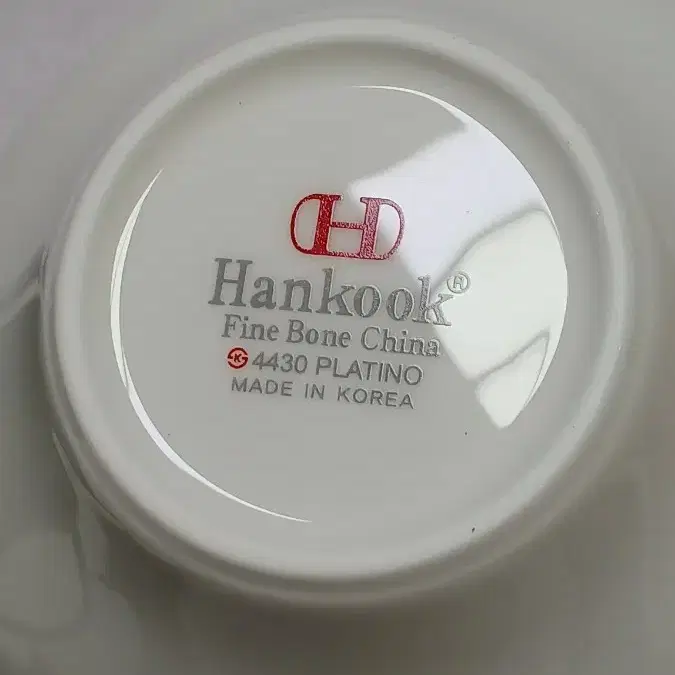 Hankook®
Fine Bone China
4430 PLATINO
MADE IN KOREA